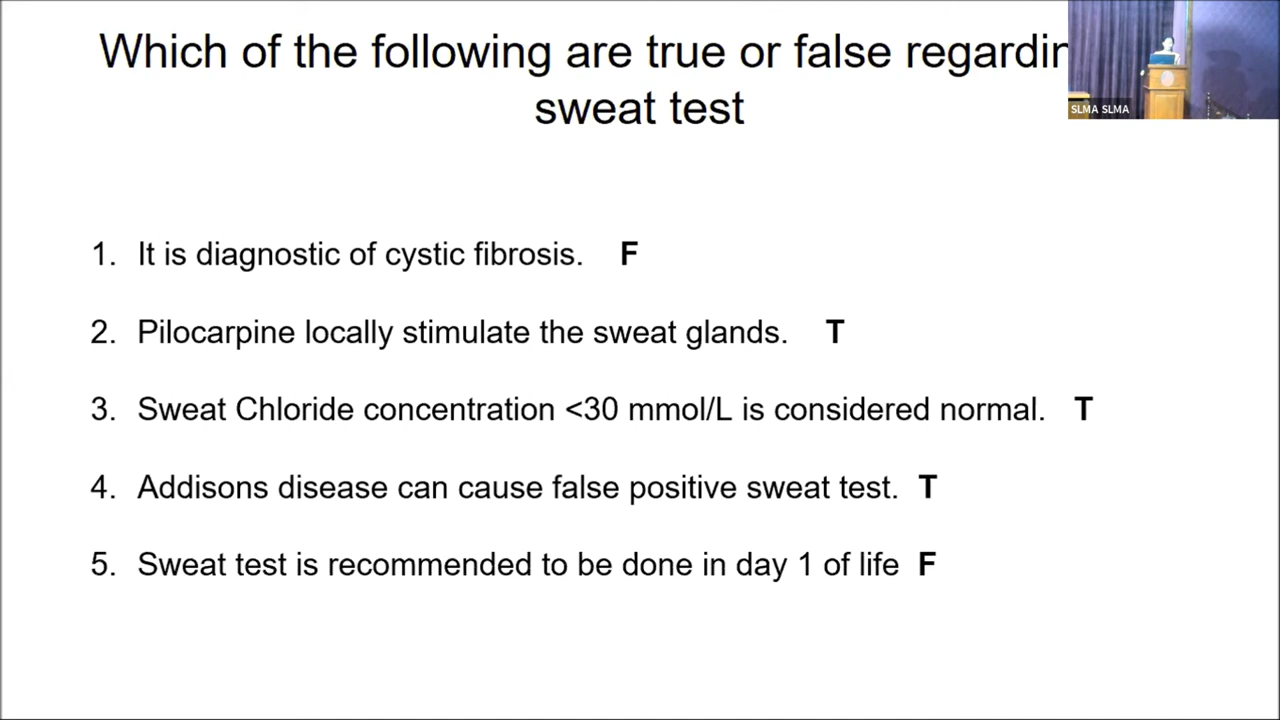 Which of the following are true or false regardin
sweat test
SLMA SLMA
1. It is diagnostic of cystic fibrosis. F
2. Pilocarpine locally stimulate the sweat glands. T
3. Sweat Chloride concentration <30 mmol/L is considered normal. T
4. Addisons disease can cause false positive sweat test. T
5. Sweat test is recommended to be done in day 1 of life F